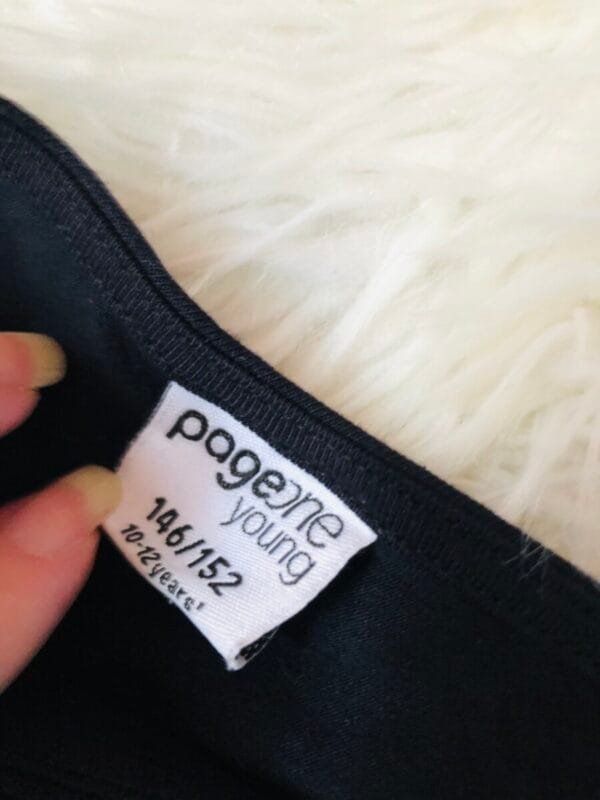 pageone
young
146/152
10-12 years